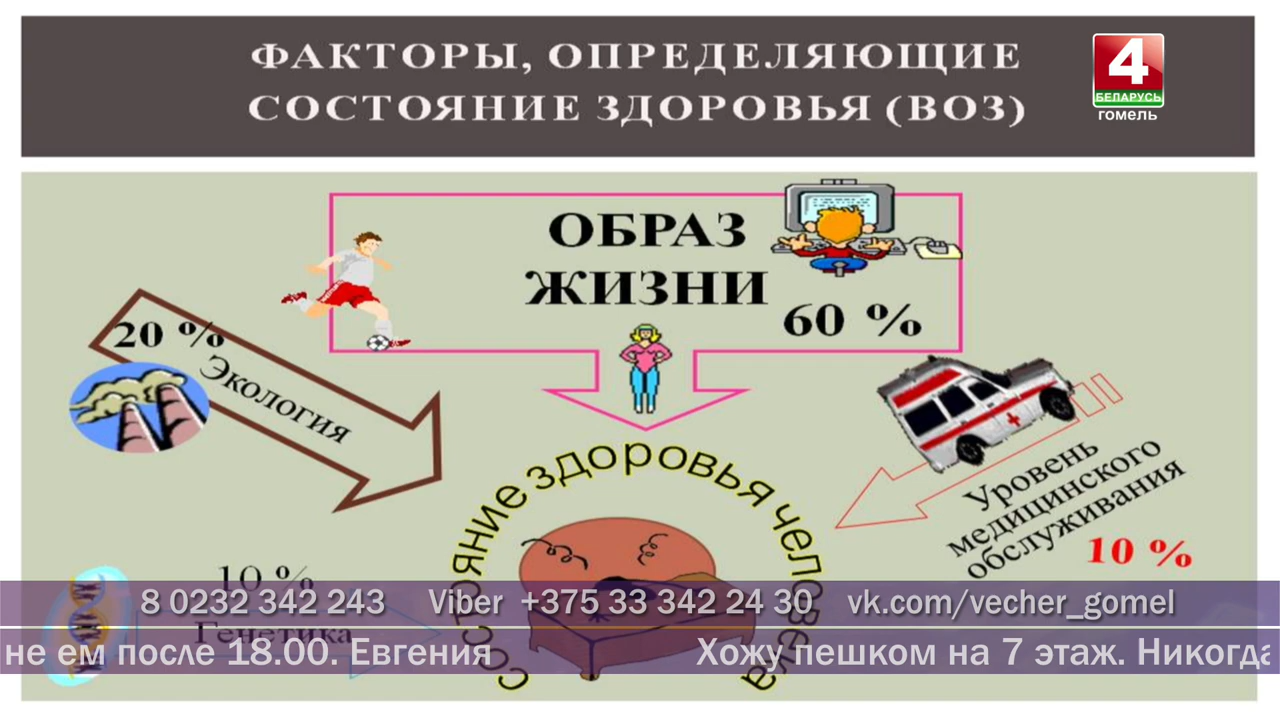 ФАКТОРЫ, ОПРЕДЕЛЯЮЩИЕ
СОСТОЯНИЕ ЗДОРОВЬЯ (ВОЗ)
4
БЕЛАРУСЬ
гомель
ОБРАЗ
ЖИЗНИ
60 %
20 %
Экология
Уровень
медицинского
обслуживания
10 %
состояние здоровья человека
10 %
Генетика
8 0232 342 243 Viber +375 33 342 24 30 vk.com/vecher_gomel
не ем после 18.00. Евгения Хожу пешком на 7 этаж. Никогда